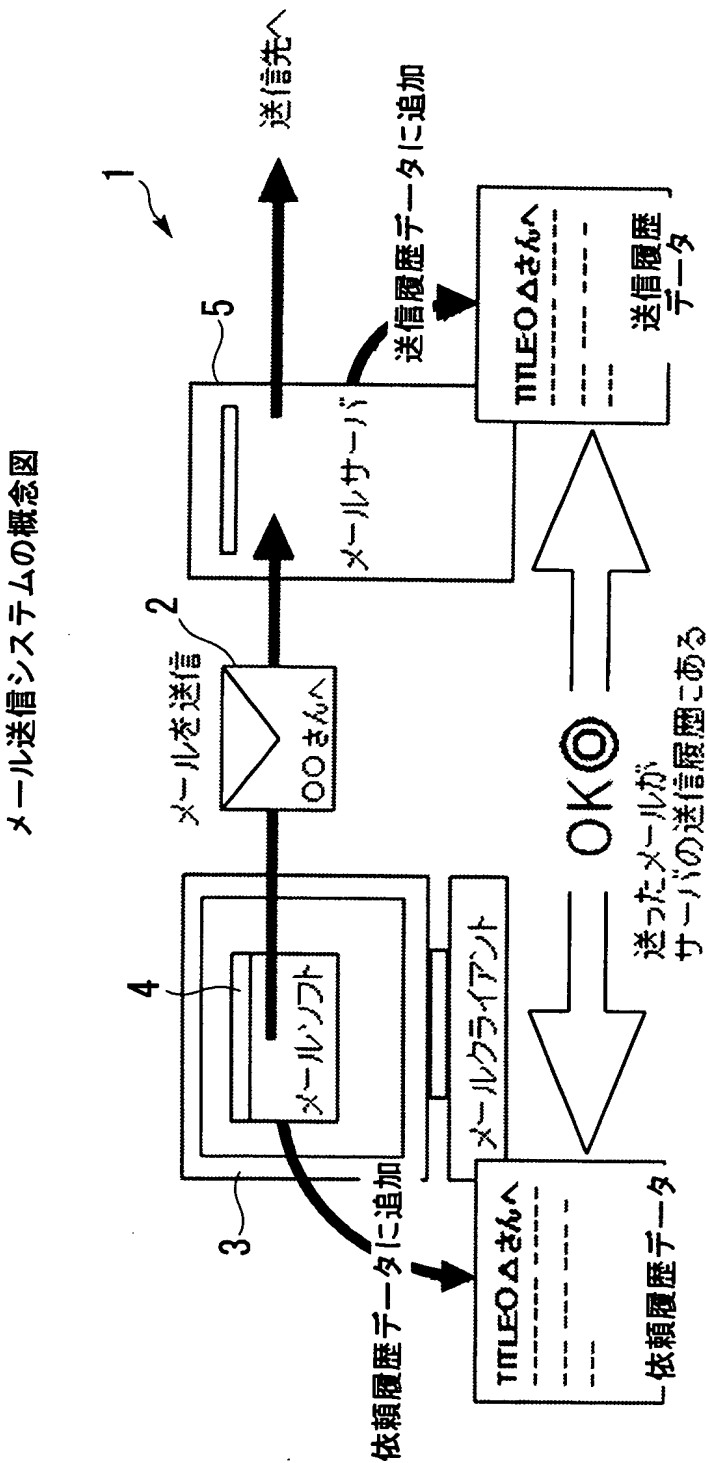 メール送信システムの概念図
1
メールを送信
2
〇〇さんへ
3
4
メールソフト
メールクライアント
5
メールサーバ
送信先へ
依頼履歴データに追加
送信履歴データに追加
TITLE:〇△さんへ
依頼履歴データ
TITLE:〇△さんへ
送信履歴
データ
OK◎
送ったメールが
サーバの送信履歴にある